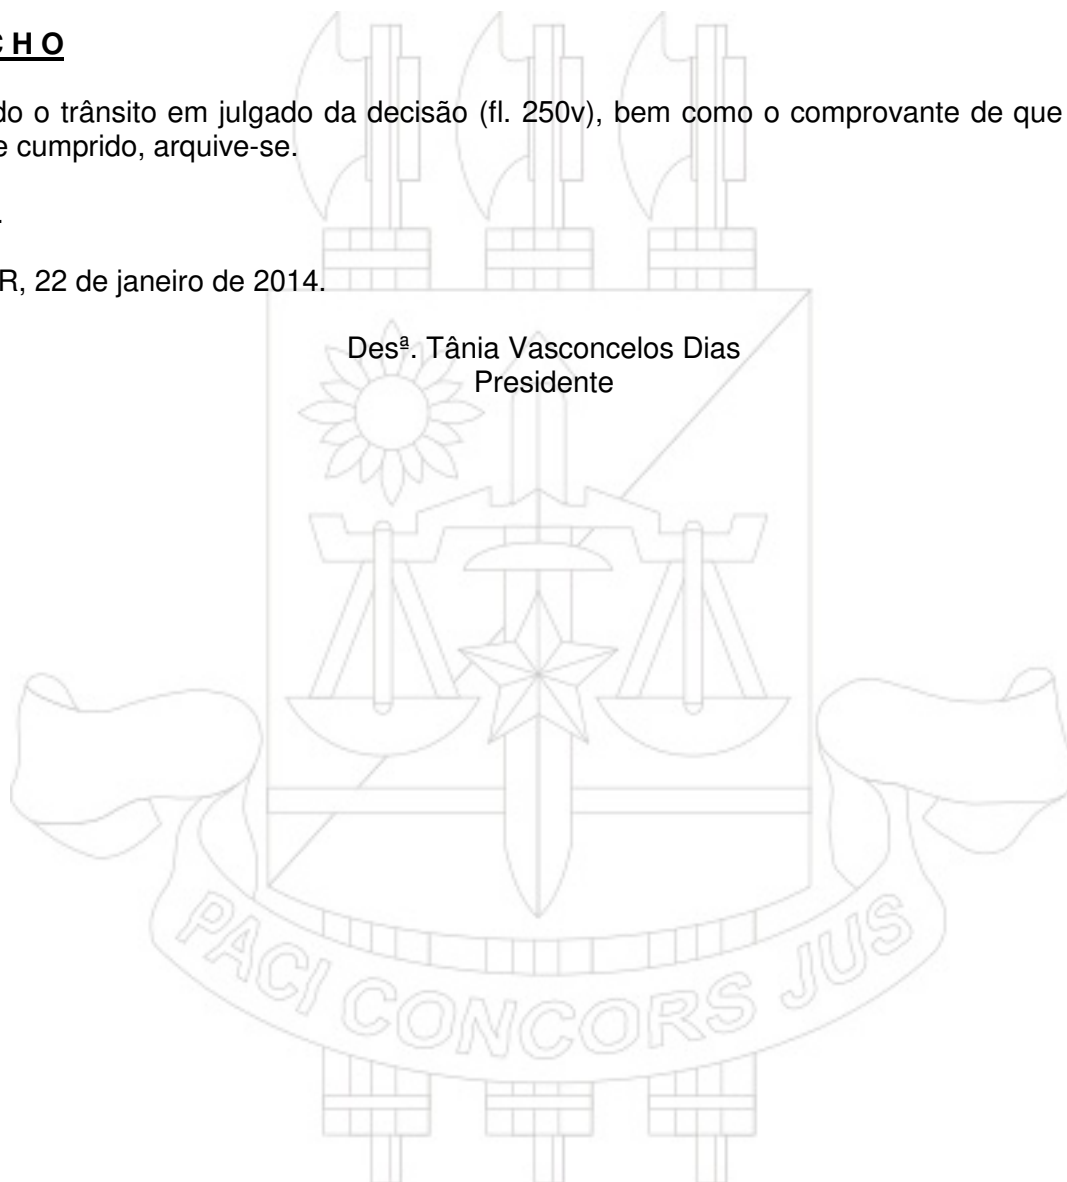 C H O
do o trânsito em julgado da decisão (fl. 250v), bem como o comprovante de que
e cumprido, arquive-se.
.
R, 22 de janeiro de 2014.
Desª. Tânia Vasconcelos Dias
Presidente
PACI CONCORS JUS